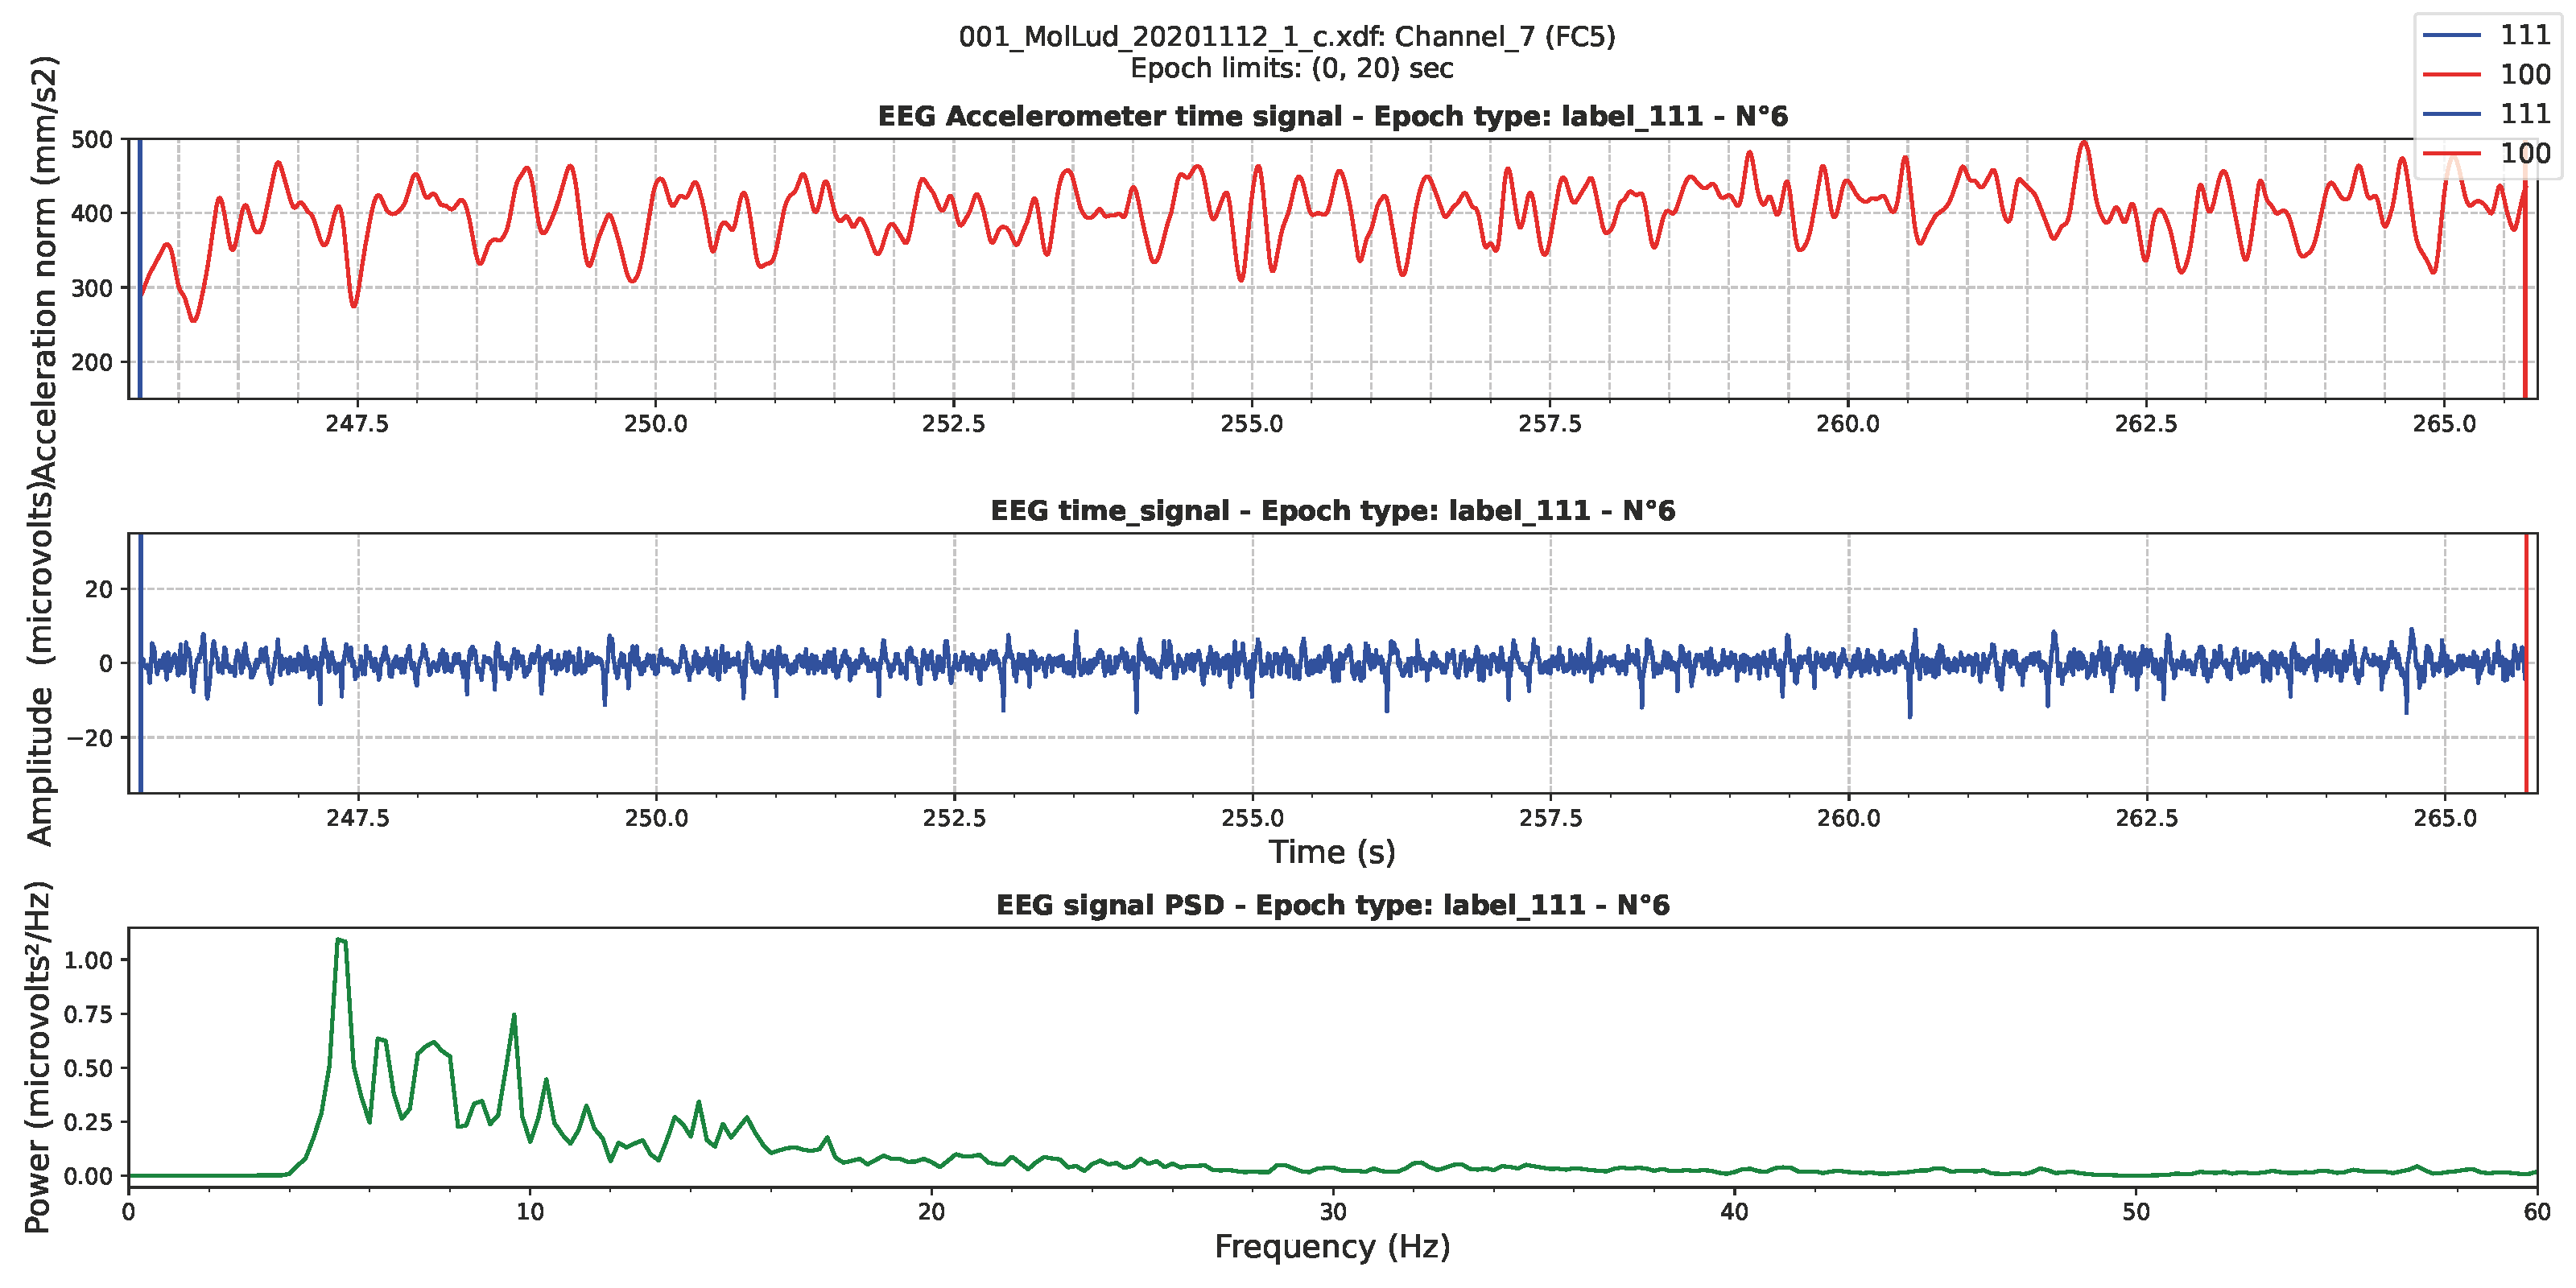 001_MolLud_20201112_1_c.xdf: Channel_7 (FC5)
Epoch limits: (0, 20) sec
111
100
111
100
EEG Accelerometer time signal - Epoch type: label_111 - N°6
Acceleration norm (mm/s2)
500
400
300
200
247.5 250.0 252.5 255.0 257.5 260.0 262.5 265.0
EEG time_signal - Epoch type: label_111 - N°6
Amplitude (microvolts)
20
0
−20
247.5 250.0 252.5 255.0 257.5 260.0 262.5 265.0
Time (s)
EEG signal PSD - Epoch type: label_111 - N°6
Power (microvolts²/Hz)
1.00
0.75
0.50
0.25
0.00
0 10 20 30 40 50 60
Frequency (Hz)